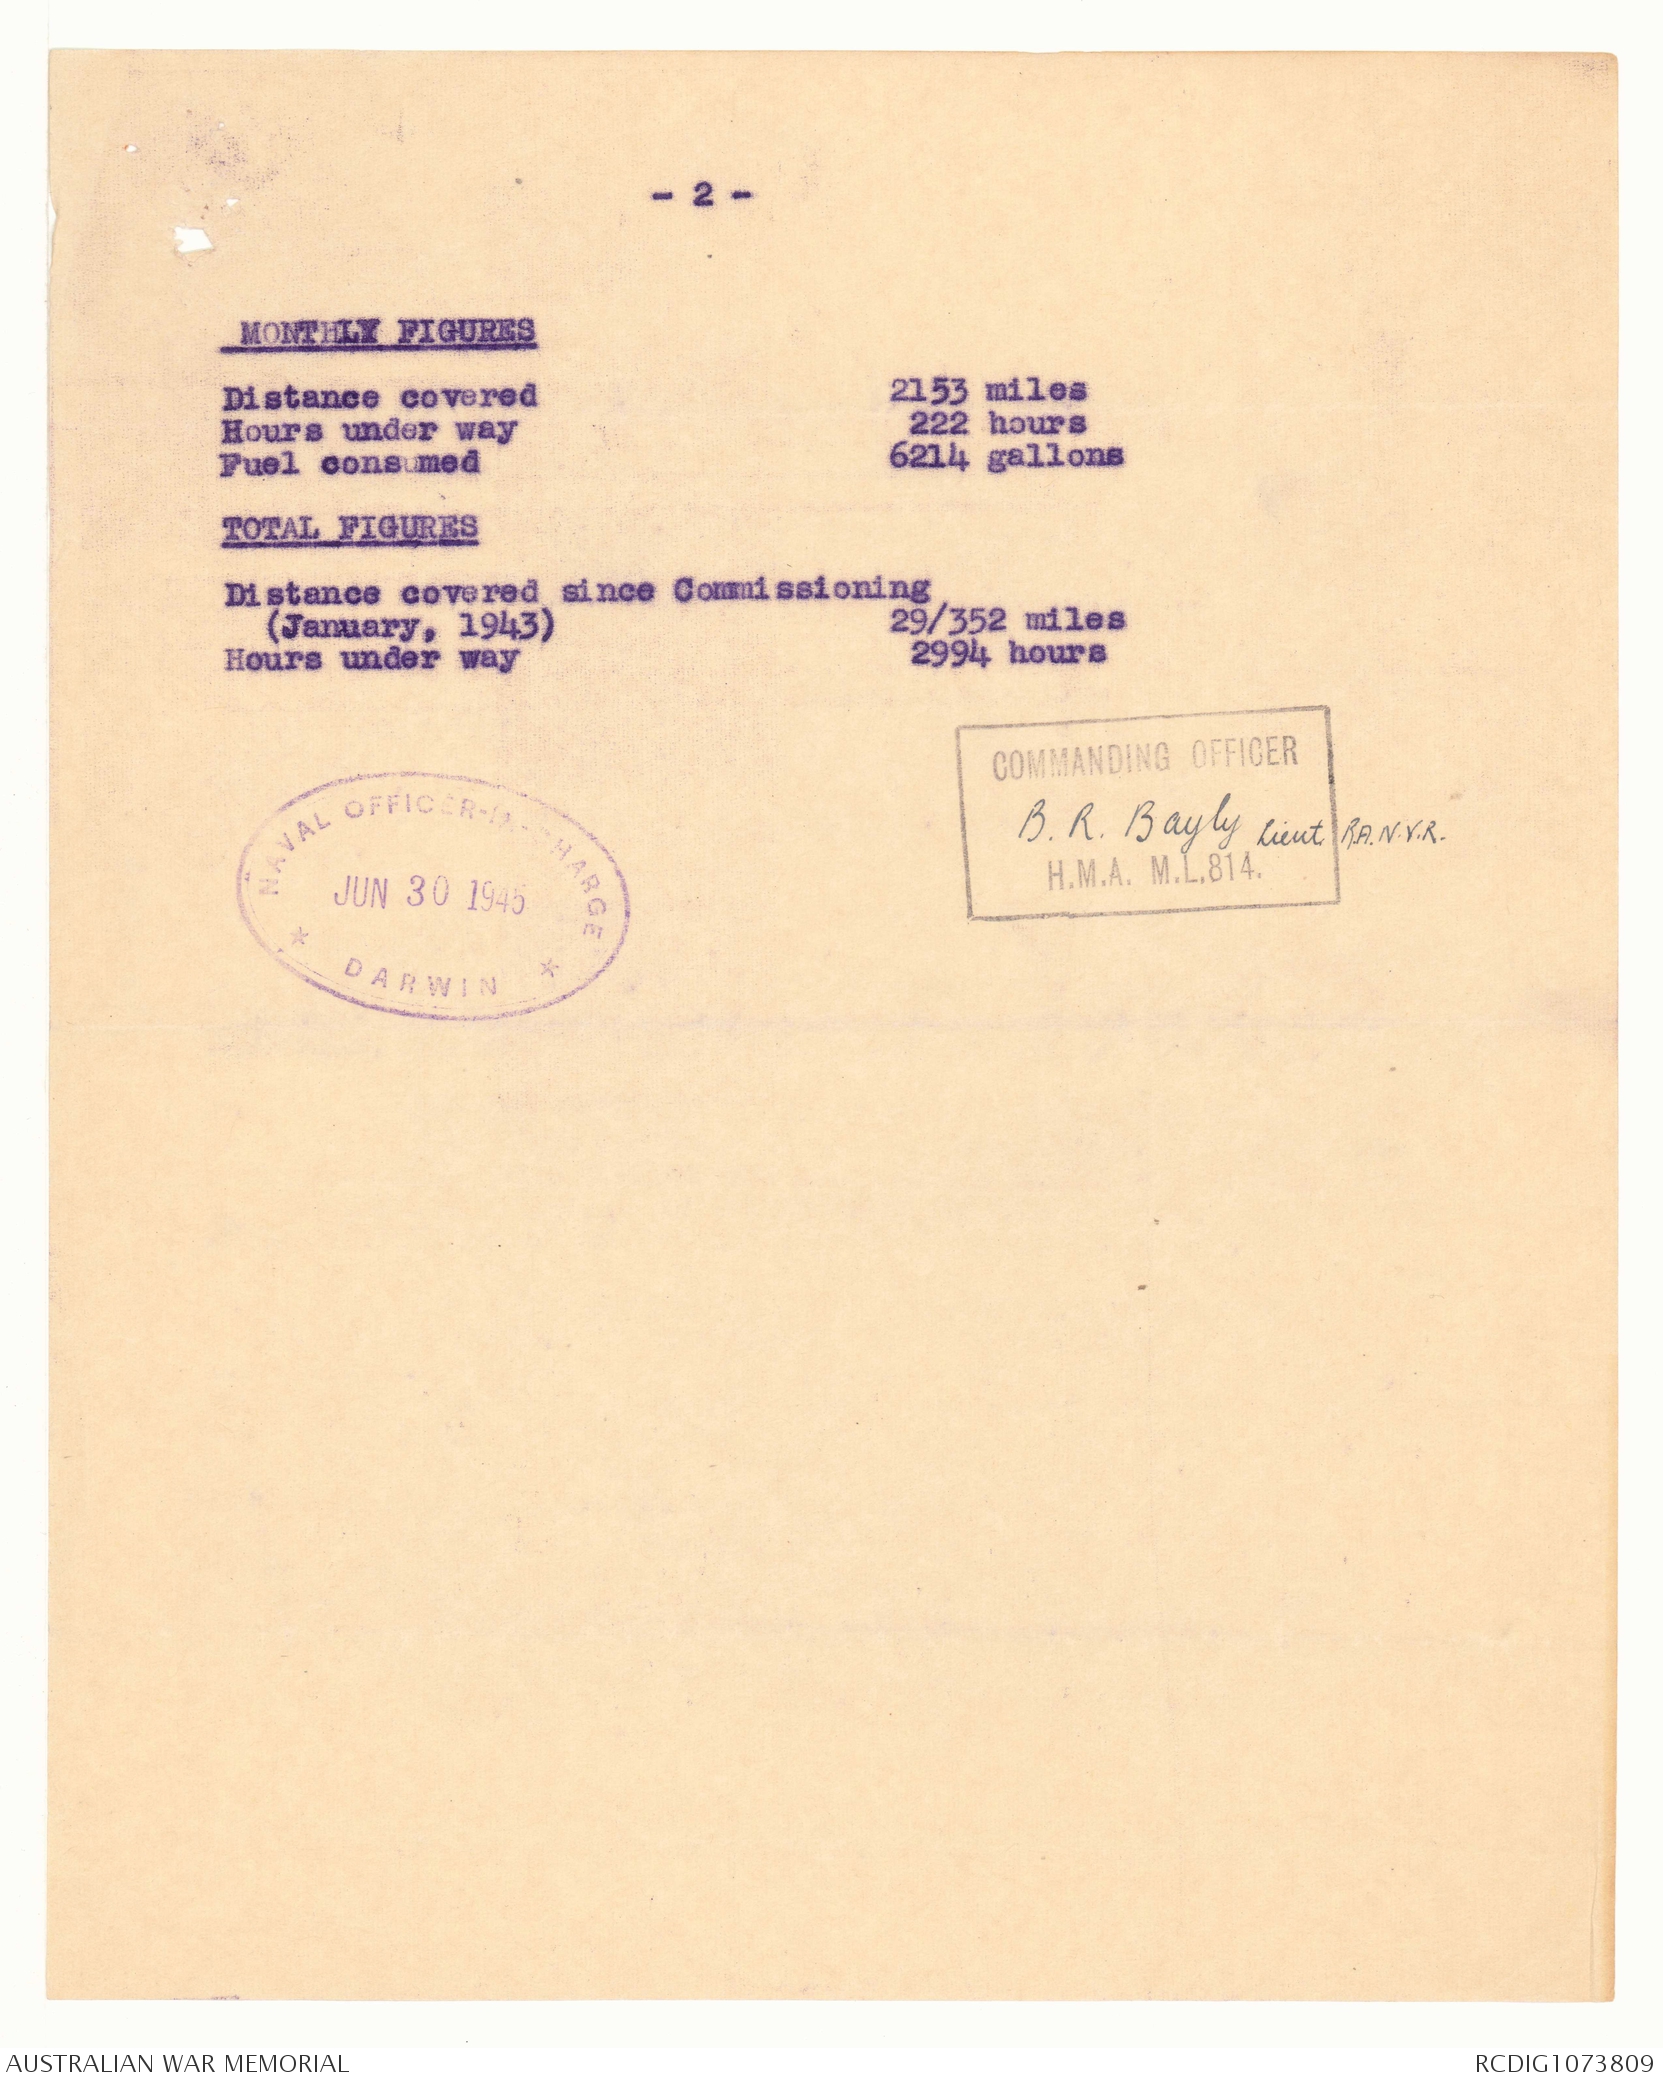 - 2 -
MONTHLY FIGURES
Distance covered 2153 miles
Hours under way 222 hours
Fuel consumed 6214 gallons
TOTAL FIGURES
Distance covered since Commissioning
(January, 1943) 29/352 miles
Hours under way 2994 hours
COMMANDING OFFICER
B. R. Bayly Lieut. R.A.N.V.R.
H.M.A. M.L.814.
NAVAL OFFICER-IN-CHARGE
JUN 30 1945
DARWIN
AUSTRALIAN WAR MEMORIAL
RCDIG1073809